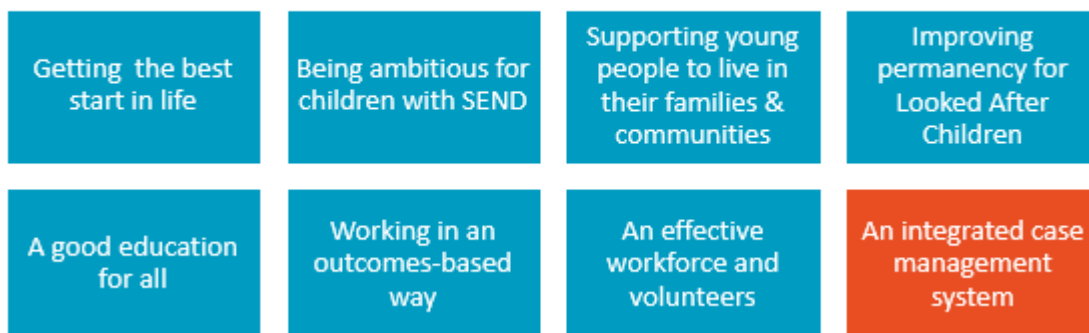 Getting the best
start in life
Being ambitious for
children with SEND
Supporting young
people to live in
their families &
communities
Improving
permanency for
Looked After
Children
A good education
for all
Working in an
outcomes-based
way
An effective
workforce and
volunteers
An integrated case
management
system